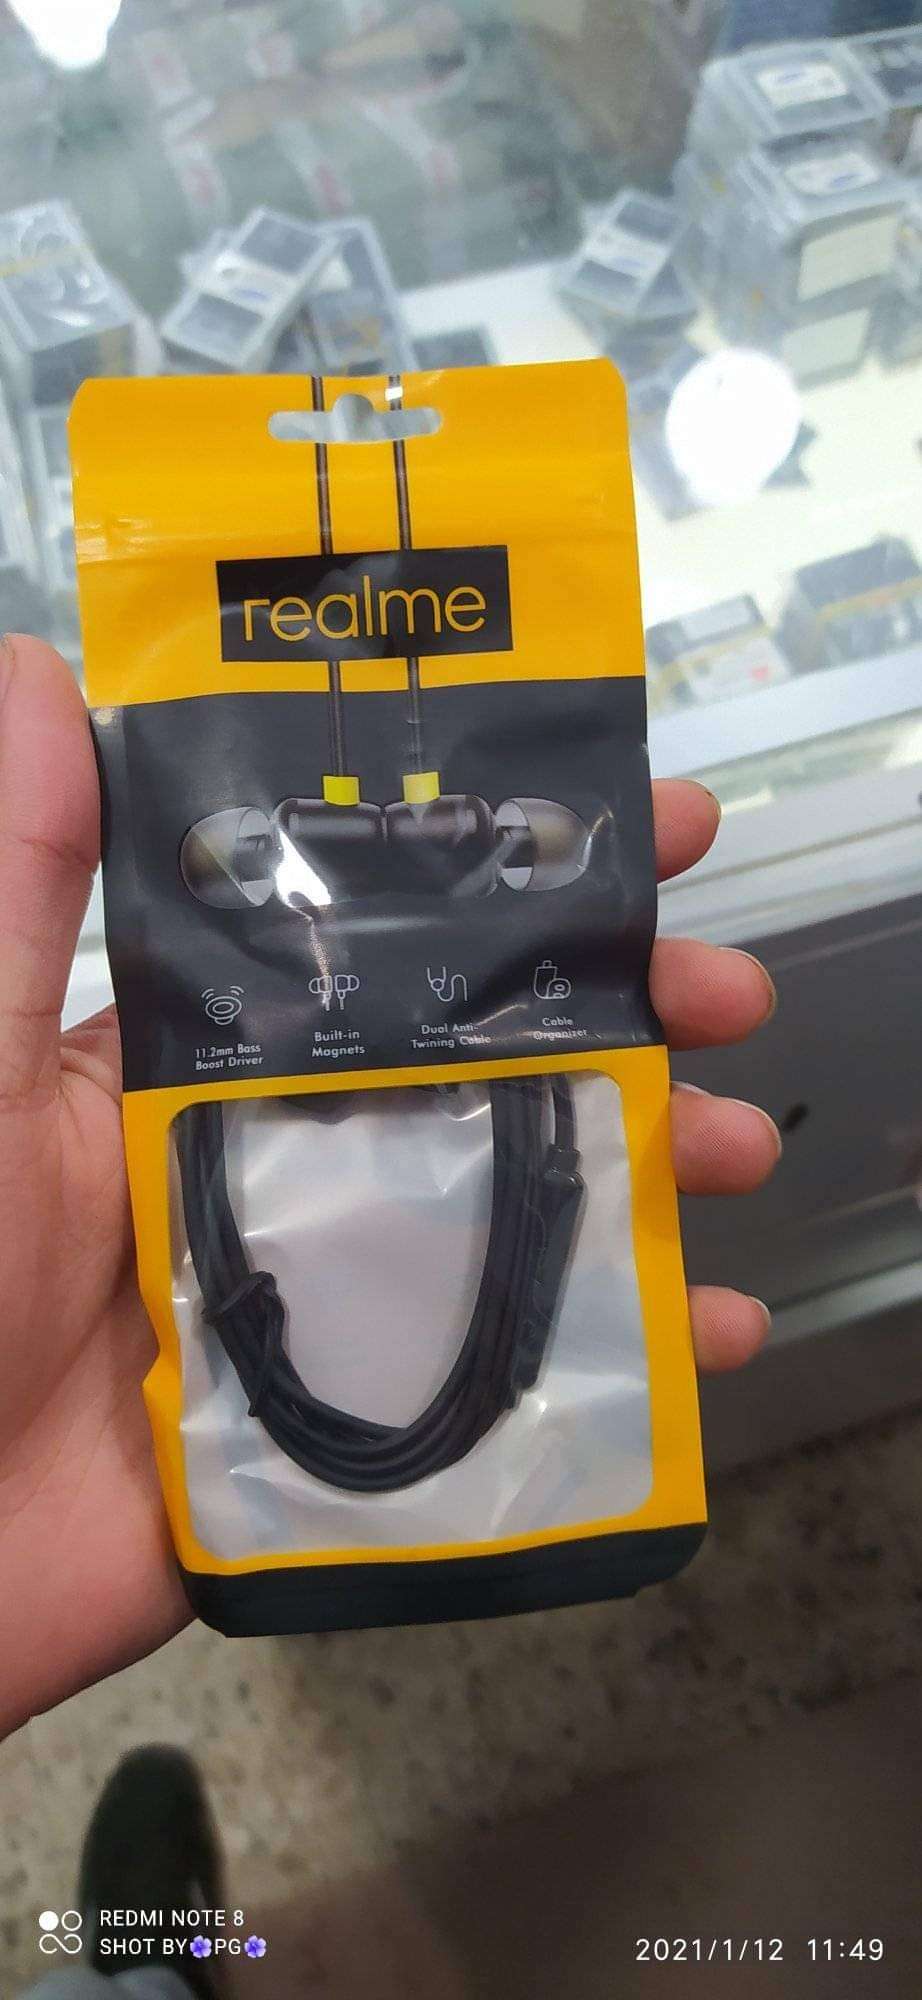 realme
11.2mm Bass
Boost Driver
Built-in
Magnets
Dual Anti-
Twining Cable
Cable
Organizer
REDMI NOTE 8
SHOT BY🌸PG🌸
2021/1/12 11:49